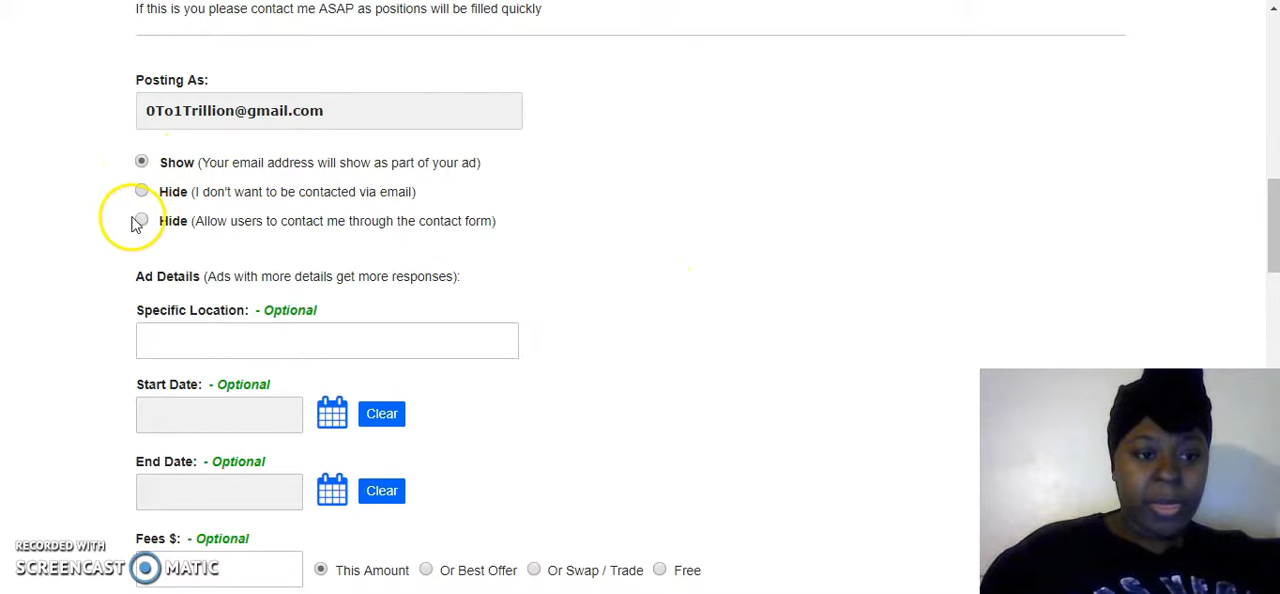 If this is you please contact me ASAP as positions will be filled quickly
Posting As:
0To1Trillion@gmail.com
Show (Your email address will show as part of your ad)
Hide (I don't want to be contacted via email)
Hide (Allow users to contact me through the contact form)
Ad Details (Ads with more details get more responses):
Specific Location: - Optional
Start Date: - Optional
Clear
End Date: - Optional
Clear
Fees $: - Optional
This Amount Or Best Offer Or Swap / Trade Free
RECORDED WITH
SCREENCAST MATIC